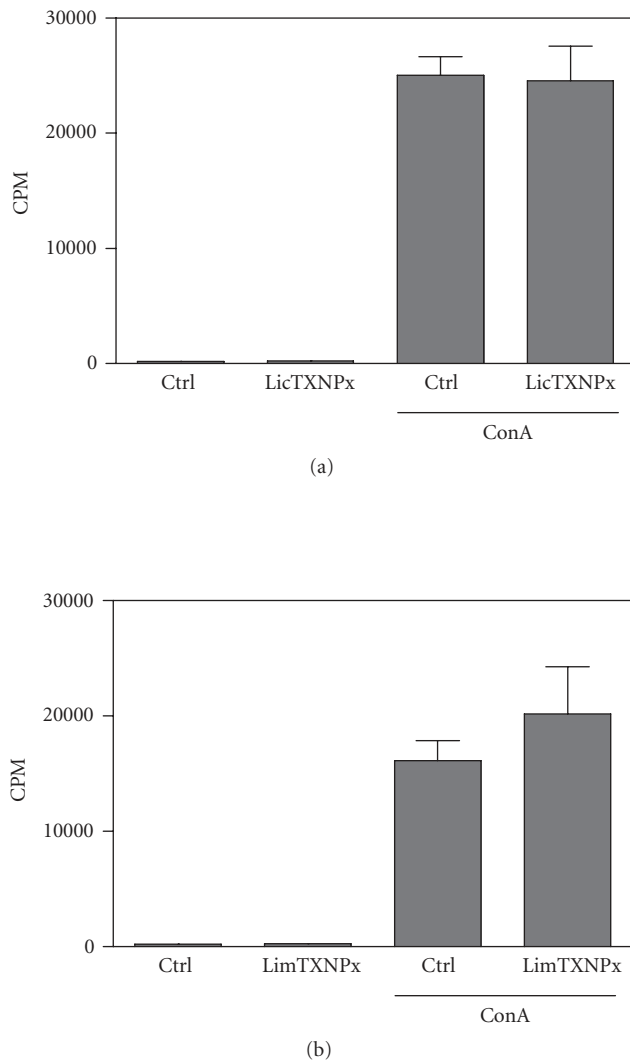 30000
20000
CPM
10000
0
Ctrl LicTXNPx Ctrl LicTXNPx
ConA
(a)
30000
20000
CPM
10000
0
Ctrl LimTXNPx Ctrl LimTXNPx
ConA
(b)